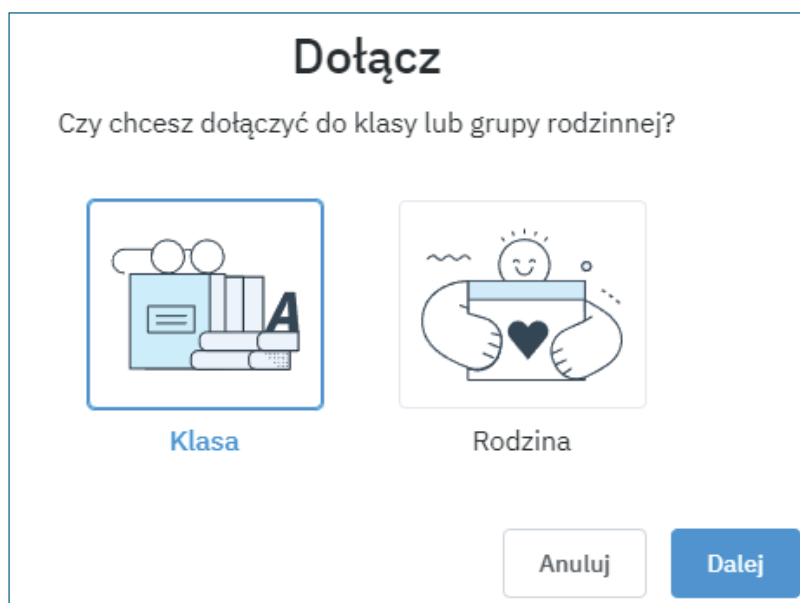 Dołącz
Czy chcesz dołączyć do klasy lub grupy rodzinnej?
A
Klasa
Rodzina
Anuluj
Dalej